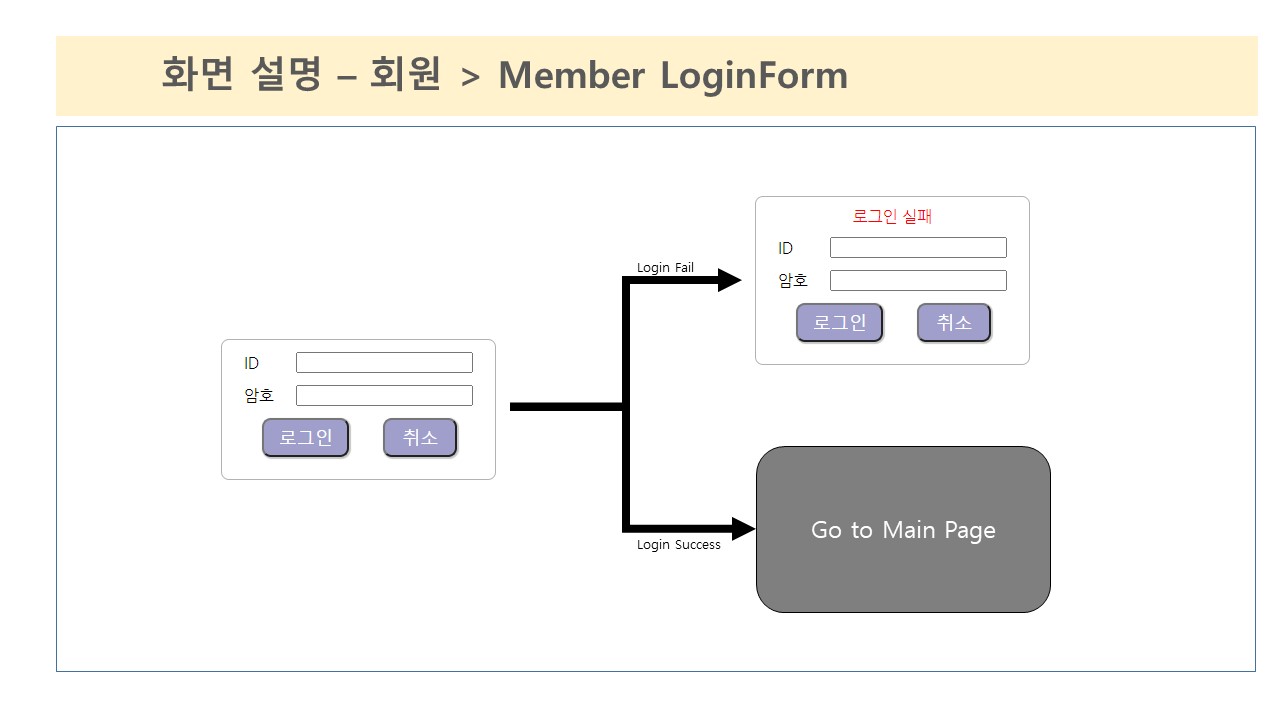 화면 설명 – 회원 > Member LoginForm
로그인 실패
ID
암호
로그인 취소
Login Fail
ID
암호
로그인 취소
Go to Main Page
Login Success